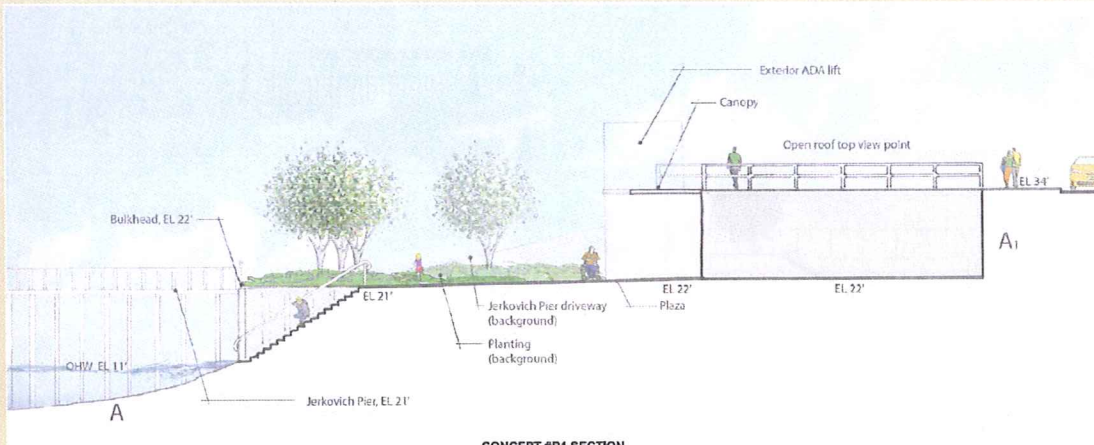 Exterior ADA lift
Canopy
Open roof top view point
EL 34'
Bulkhead, EL 22'
A1
EL 21'
EL 22'
EL 22'
Jerkovich Pier driveway
(background)
Plaza
Planting
(background)
OHW, EL 11'
Jerkovich Pier, EL 21'
A